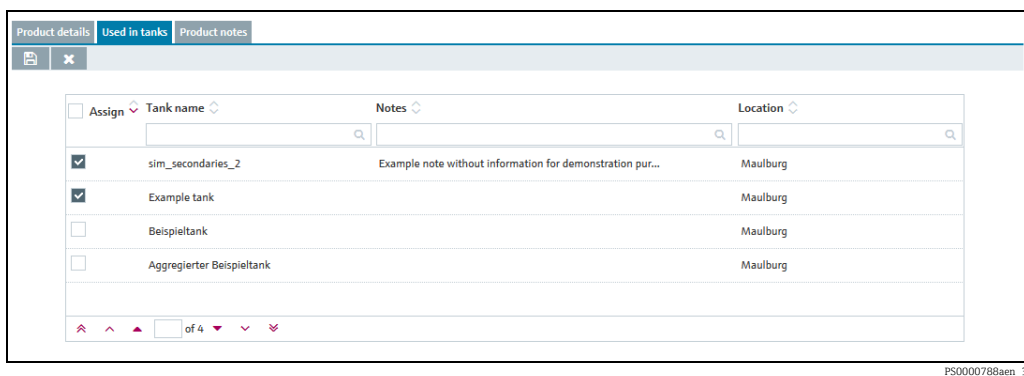 Product details Used in tanks Product notes
Assign Tank name Notes Location
sim_secondaries_2 Example note without information for demonstration pur... Maulburg
Example tank Maulburg
Beispieltank Maulburg
Aggregierter Beispieltank Maulburg
of 4
PS0000788aen